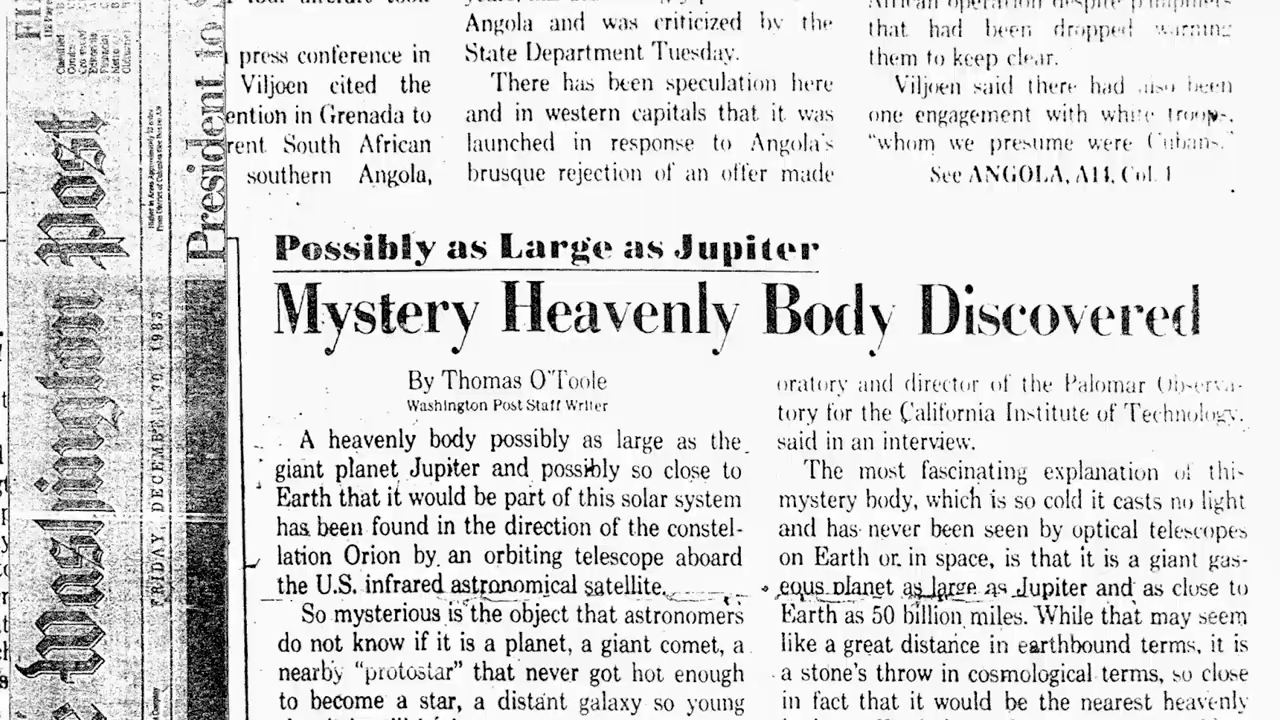 press conference in
Viljoen cited the
ention in Grenada to
rent South African
southern Angola,
Angola and was criticized by the
State Department Tuesday.
There has been speculation here
and in western capitals that it was
launched in response to Angola's
brusque rejection of an offer made
that had been dropped warning
them to keep clear.
Viljoen said there had also been
one engagement with white troops,
"whom we presume were Cubans."
See ANGOLA, A14, Col. 1
The Washington Post
FRIDAY, DECEMBER 30, 1983
President to
Possibly as Large as Jupiter
Mystery Heavenly Body Discovered
By Thomas O'Toole
Washington Post Staff Writer
A heavenly body possibly as large as the
giant planet Jupiter and possibly so close to
Earth that it would be part of this solar system
has been found in the direction of the constel-
lation Orion by an orbiting telescope aboard
the U.S. infrared astronomical satellite.
So mysterious is the object that astronomers
do not know if it is a planet, a giant comet, a
nearby "protostar" that never got hot enough
to become a star, a distant galaxy so young
oratory and director of the Palomar Observa-
tory for the California Institute of Technology,
said in an interview.
The most fascinating explanation of this
mystery body, which is so cold it casts no light
and has never been seen by optical telescopes
on Earth or in space, is that it is a giant gas-
eous planet as large as Jupiter and as close to
Earth as 50 billion miles. While that may seem
like a great distance in earthbound terms, it is
a stone's throw in cosmological terms, so close
in fact that it would be the nearest heavenly